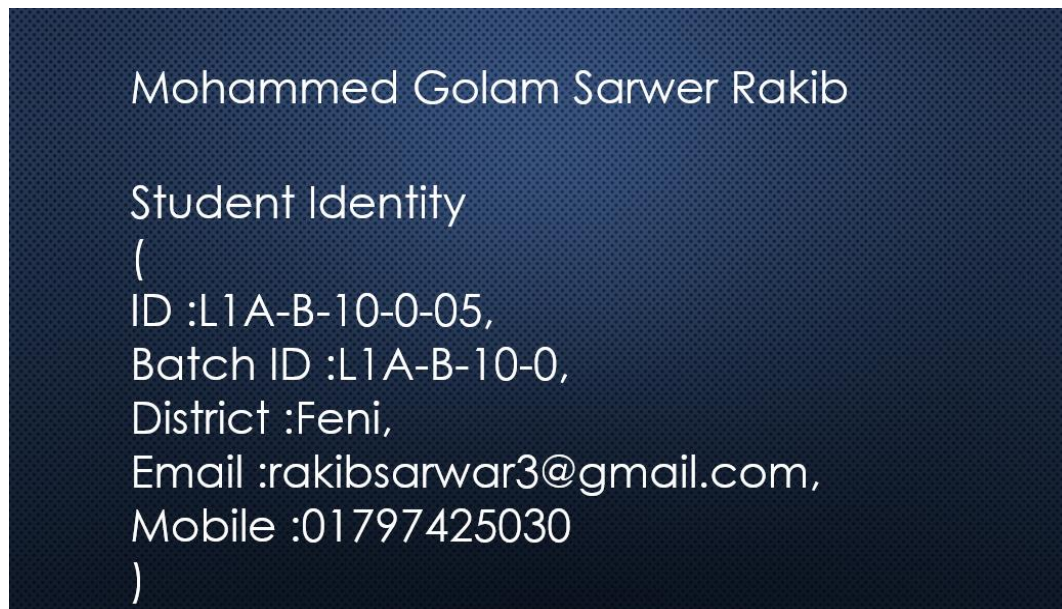 Mohammed Golam Sarwer Rakib
Student Identity
(
ID :L1A-B-10-0-05,
Batch ID :L1A-B-10-0,
District :Feni,
Email :rakibsarwar3@gmail.com,
Mobile :01797425030
)